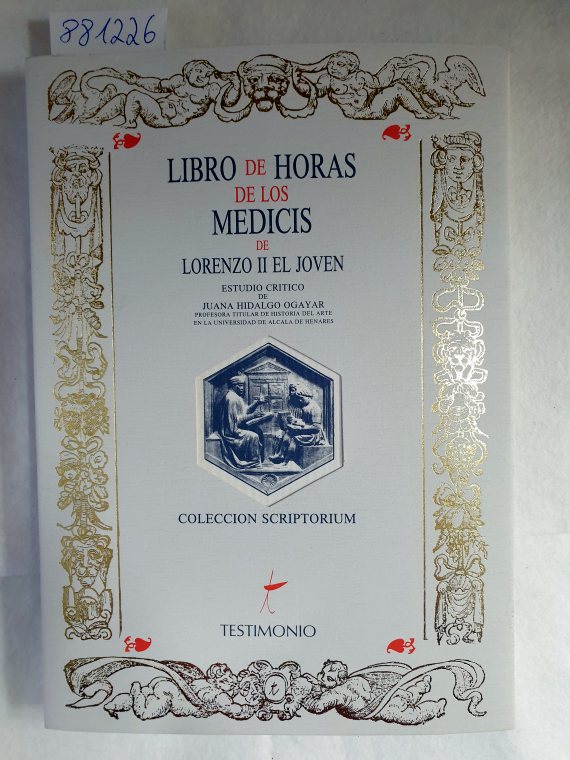 881226
LIBRO DE HORAS
DE LOS
MEDICIS
DE
LORENZO II EL JOVEN
ESTUDIO CRITICO
DE
JUANA HIDALGO OGAYAR
PROFESORA TITULAR DE HISTORIA DEL ARTE
EN LA UNIVERSIDAD DE ALCALA DE HENARES
COLECCION SCRIPTORIUM
t
TESTIMONIO
t